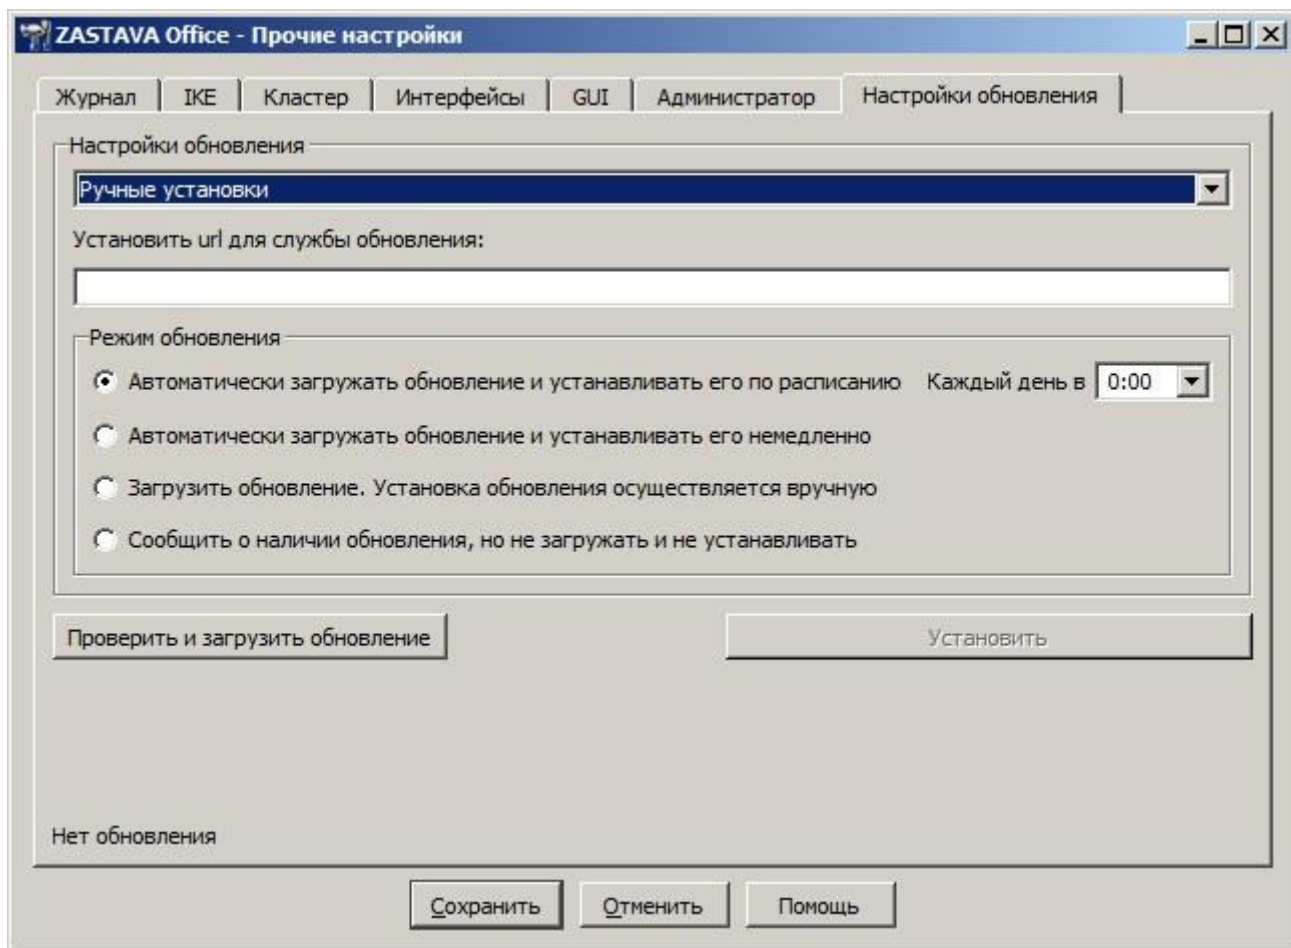 ZASTAVA Office - Прочие настройки
Журнал IKE Кластер Интерфейсы GUI Администратор Настройки обновления
Настройки обновления
Ручные установки
Установить url для службы обновления:
Режим обновления
Автоматически загружать обновление и устанавливать его по расписанию Каждый день в 0:00
Автоматически загружать обновление и устанавливать его немедленно
Загрузить обновление. Установка обновления осуществляется вручную
Сообщить о наличии обновления, но не загружать и не устанавливать
Проверить и загрузить обновление Установить
Нет обновления
Сохранить Отменить Помощь